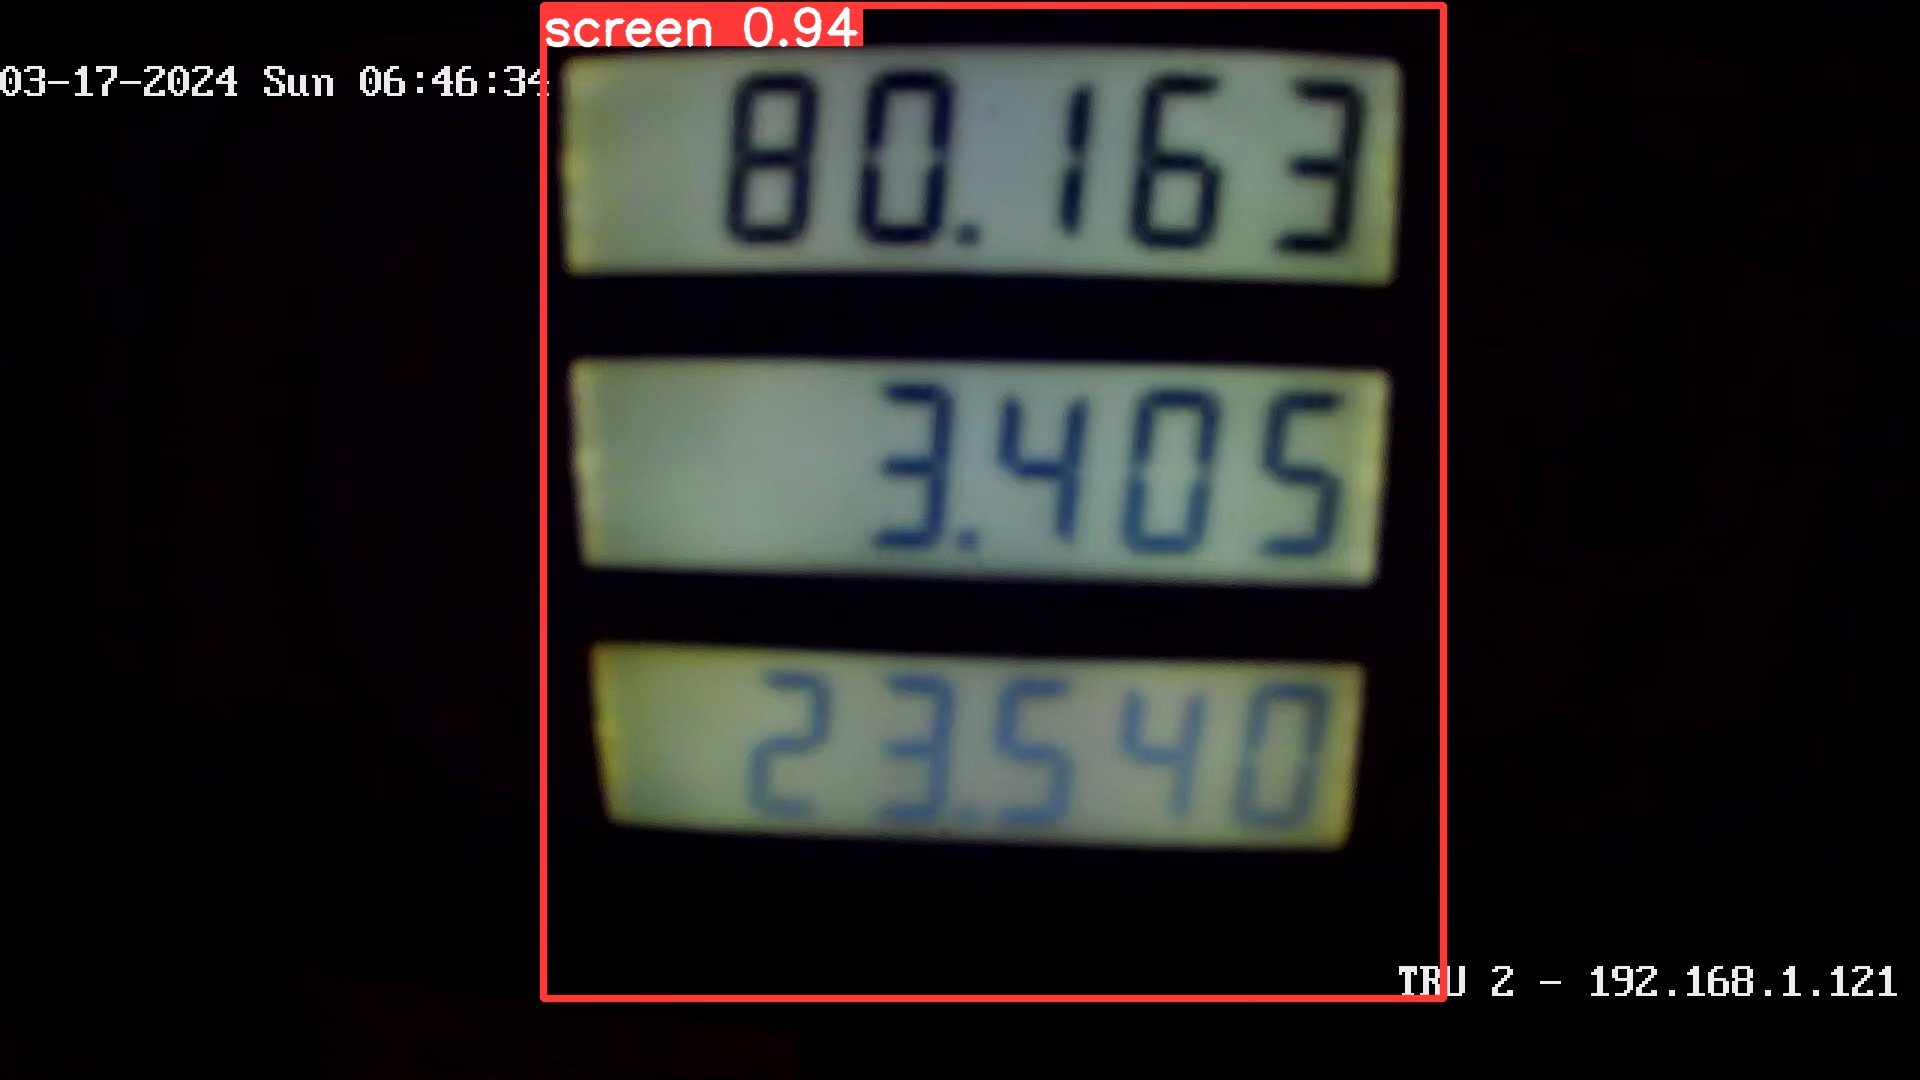 screen 0.94
03-17-2024 Sun 06:46:34
80.163
3.405
23.540
TRU 2 - 192.168.1.121